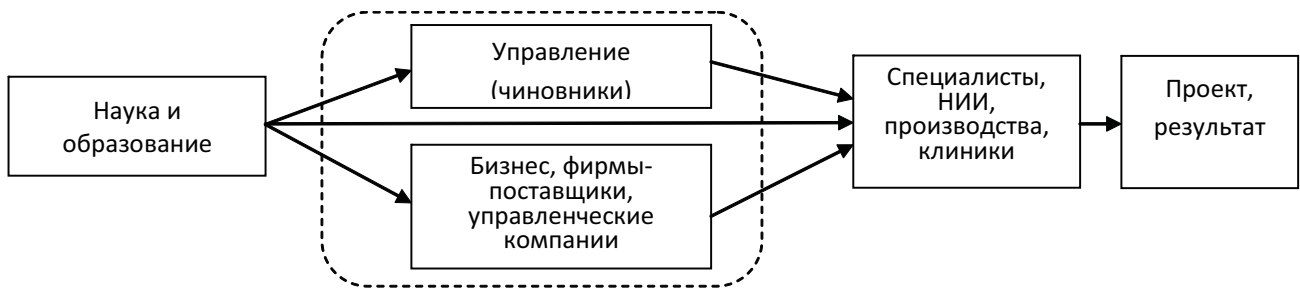 Наука и
образование
Управление
(чиновники)
Бизнес, фирмы-
поставщики,
управленческие
компании
Специалисты,
НИИ,
производства,
клиники
Проект,
результат